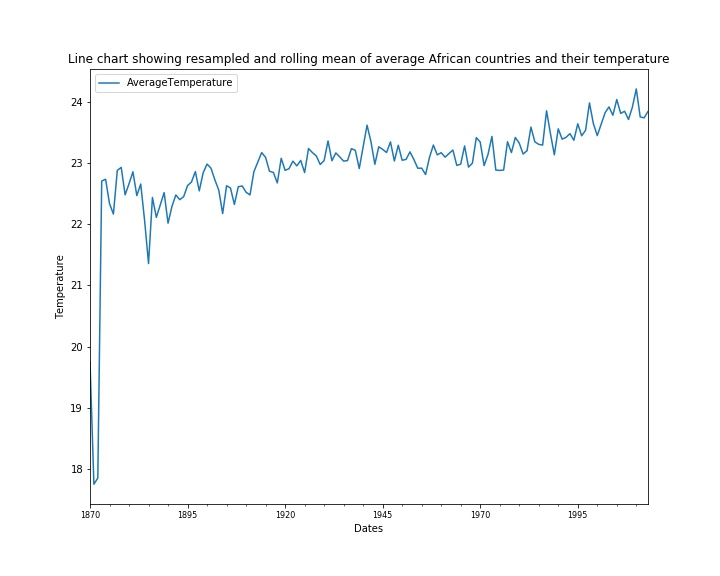 Line chart showing resampled and rolling mean of average African countries and their temperature
AverageTemperature
24
23
22
21
20
19
18
Temperature
1870 1895 1920 1945 1970 1995
Dates